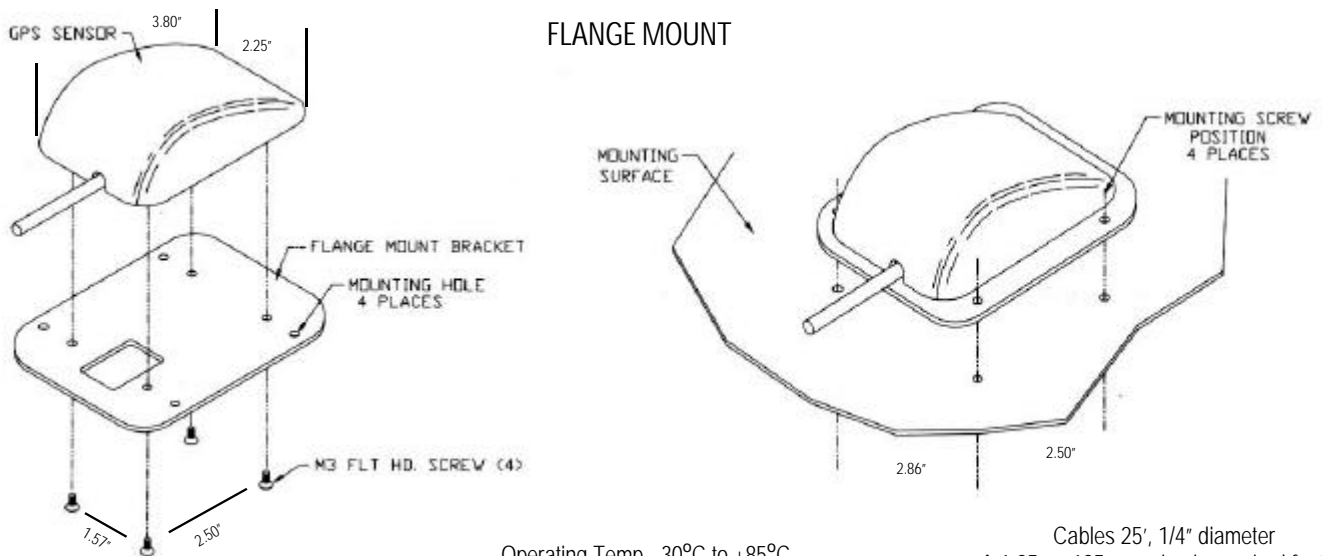 FLANGE MOUNT
GPS SENSOR
3.80"
2.25"
FLANGE MOUNT BRACKET
MOUNTING HOLE
4 PLACES
M3 FLT HD. SCREW (4)
1.57"
2.50"
MOUNTING
SURFACE
MOUNTING SCREW
POSITION
4 PLACES
2.86"
2.50"
Cables 25', 1/4" diameter